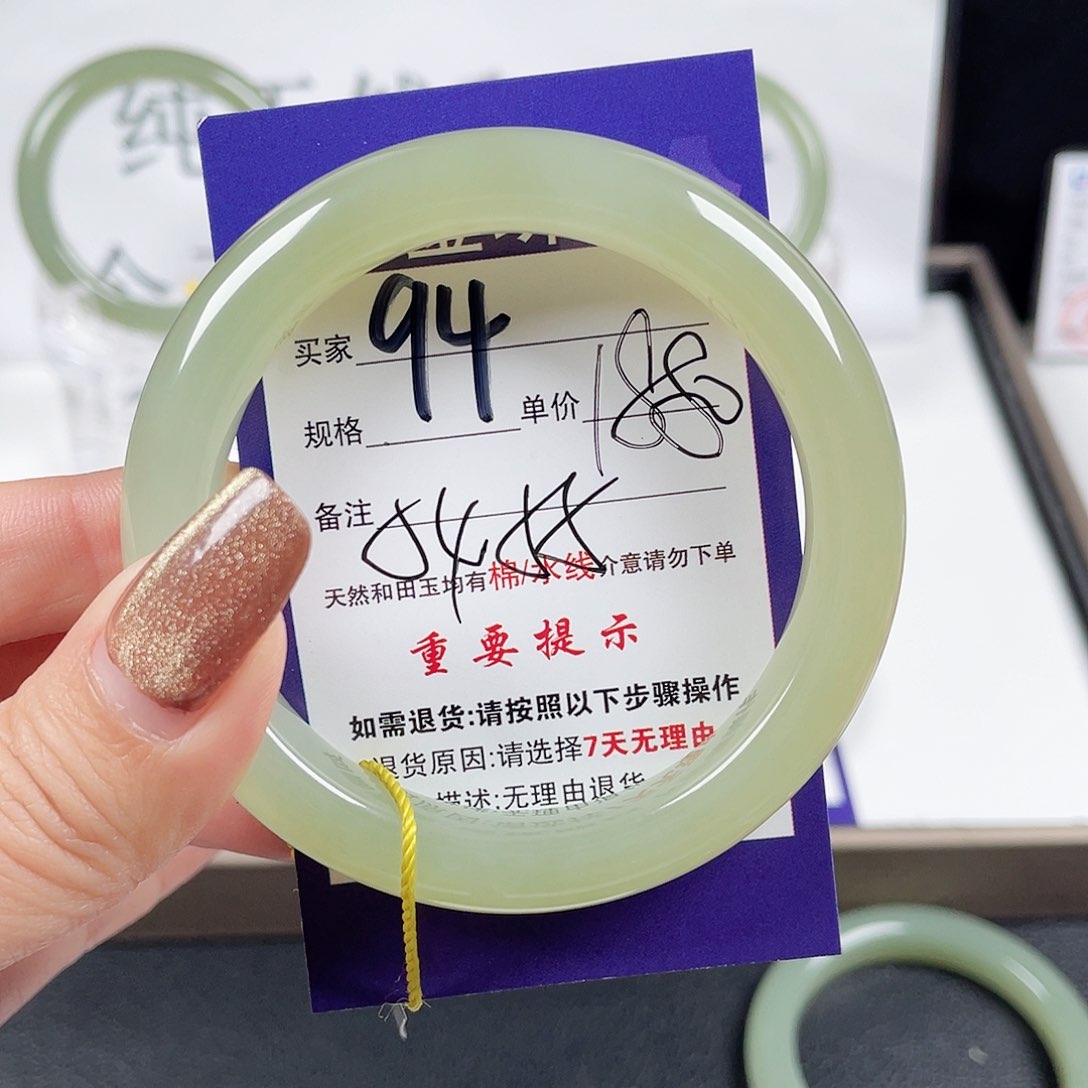 纯
买家 94
规格 单价 188
备注
天然和田玉均有棉/水线介意请勿下单
重要提示
如需退货:请按照以下步骤操作
退货原因:请选择7天无理由
描述:无理由退货